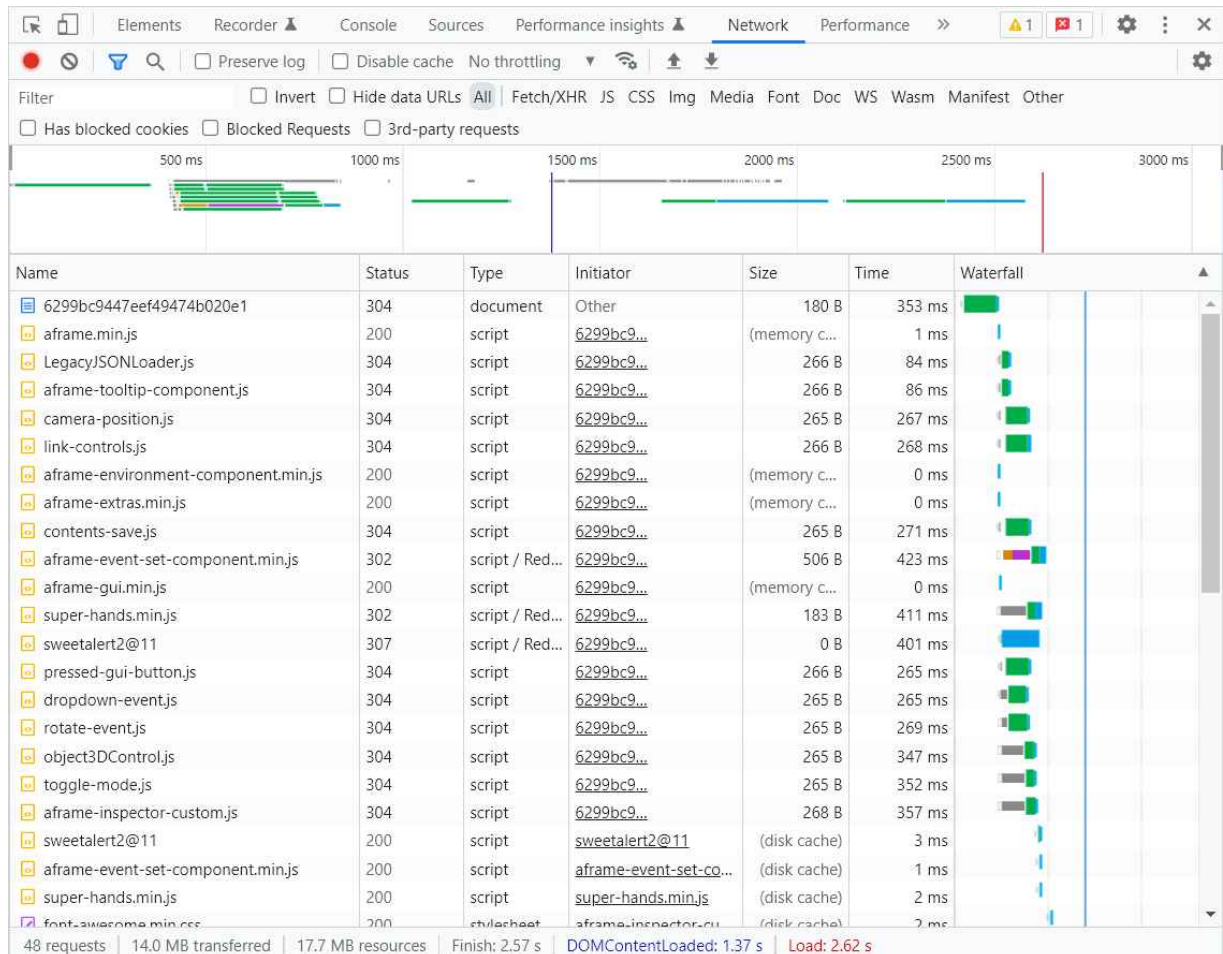 Elements Recorder Console Sources Performance insights Network Performance » 1 1
Preserve log Disable cache No throttling
Filter Invert Hide data URLs All Fetch/XHR JS CSS Img Media Font Doc WS Wasm Manifest Other
Has blocked cookies Blocked Requests 3rd-party requests
500 ms 1000 ms 1500 ms 2000 ms 2500 ms 3000 ms
Name Status Type Initiator Size Time Waterfall
6299bc9447eef49474b020e1 304 document Other 180 B 353 ms
aframe.min.js 200 script 6299bc9... (memory c... 1 ms
LegacyJSONLoader.js 304 script 6299bc9... 266 B 84 ms
aframe-tooltip-component.js 304 script 6299bc9... 266 B 86 ms
camera-position.js 304 script 6299bc9... 265 B 267 ms
link-controls.js 304 script 6299bc9... 266 B 268 ms
aframe-environment-component.min.js 200 script 6299bc9... (memory c... 0 ms
aframe-extras.min.js 200 script 6299bc9... (memory c... 0 ms
contents-save.js 304 script 6299bc9... 265 B 271 ms
aframe-event-set-component.min.js 302 script / Red... 6299bc9... 506 B 423 ms
aframe-gui.min.js 200 script 6299bc9... (memory c... 0 ms
super-hands.min.js 302 script / Red... 6299bc9... 183 B 411 ms
sweetalert2@11 307 script / Red... 6299bc9... 0 B 401 ms
pressed-gui-button.js 304 script 6299bc9... 266 B 265 ms
dropdown-event.js 304 script 6299bc9... 265 B 265 ms
rotate-event.js 304 script 6299bc9... 265 B 269 ms
object3DControl.js 304 script 6299bc9... 265 B 347 ms
toggle-mode.js 304 script 6299bc9... 265 B 352 ms
aframe-inspector-custom.js 304 script 6299bc9... 268 B 357 ms
sweetalert2@11 200 script sweetalert2@11 (disk cache) 3 ms
aframe-event-set-component.min.js 200 script aframe-event-set-co... (disk cache) 1 ms
super-hands.min.js 200 script super-hands.min.js (disk cache) 2 ms
font-awesome.min.css 200 stylesheet aframe-inspector-cu... (disk cache) 2 ms
48 requests 14.0 MB transferred 17.7 MB resources Finish: 2.57 s DOMContentLoaded: 1.37 s Load: 2.62 s